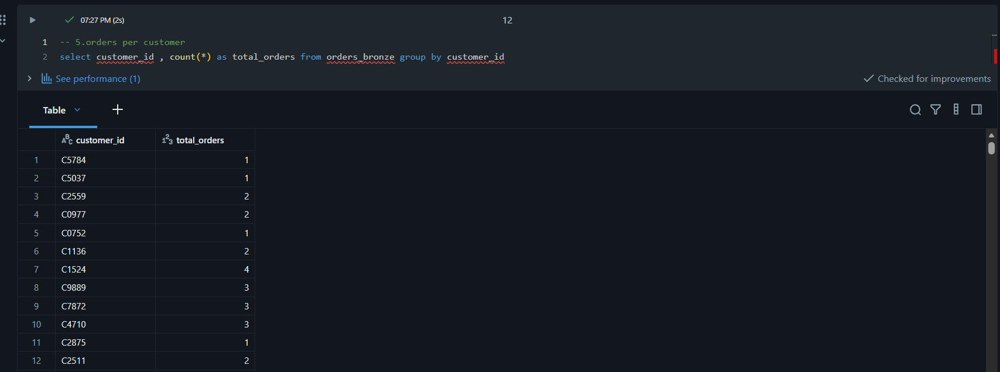 07:27 PM (2s)
12
1 -- 5.orders per customer
2 select customer_id , count(*) as total_orders from orders_bronze group by customer_id
See performance (1)
Checked for improvements
Table
customer_id total_orders
1 C5784 1
2 C5037 1
3 C2559 2
4 C0977 2
5 C0752 1
6 C1136 2
7 C1524 4
8 C9889 3
9 C7872 3
10 C4710 3
11 C2875 1
12 C2511 2